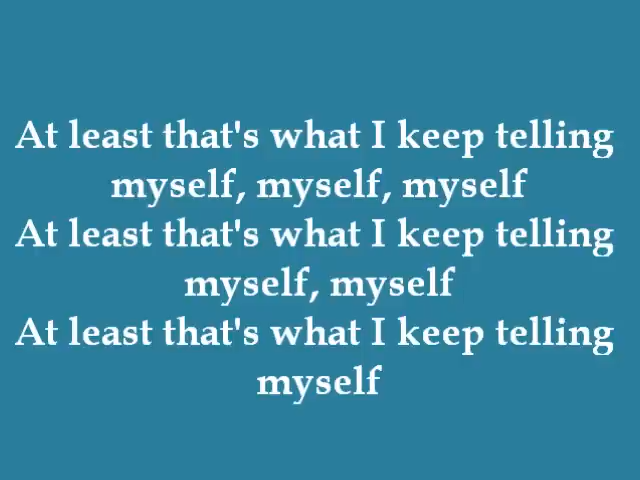 At least that's what I keep telling
myself, myself, myself
At least that's what I keep telling
myself, myself
At least that's what I keep telling
myself